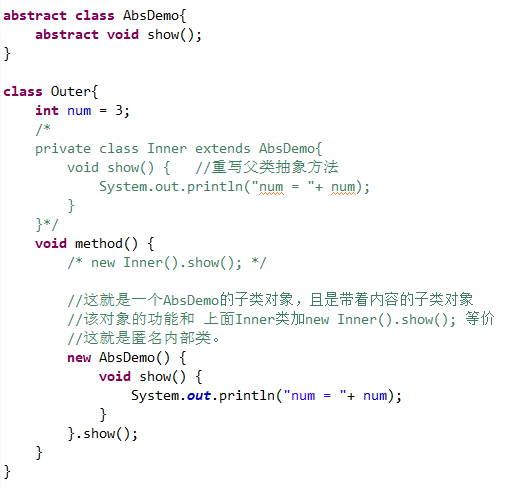 abstract class AbsDemo{
    abstract void show();
}

class Outer{
    int num = 3;
    /*
    private class Inner extends AbsDemo{
        void show() {   //重写父类抽象方法
            System.out.println("num = "+ num);
        }
    }*/
    void method() {
        /* new Inner().show(); */

        //这就是一个AbsDemo的子类对象，且是带着内容的子类对象
        //该对象的功能和 上面Inner类加new Inner().show(); 等价
        //这就是匿名内部类。
        new AbsDemo() {
            void show() {
                System.out.println("num = "+ num);
            }
        }.show();
    }
}